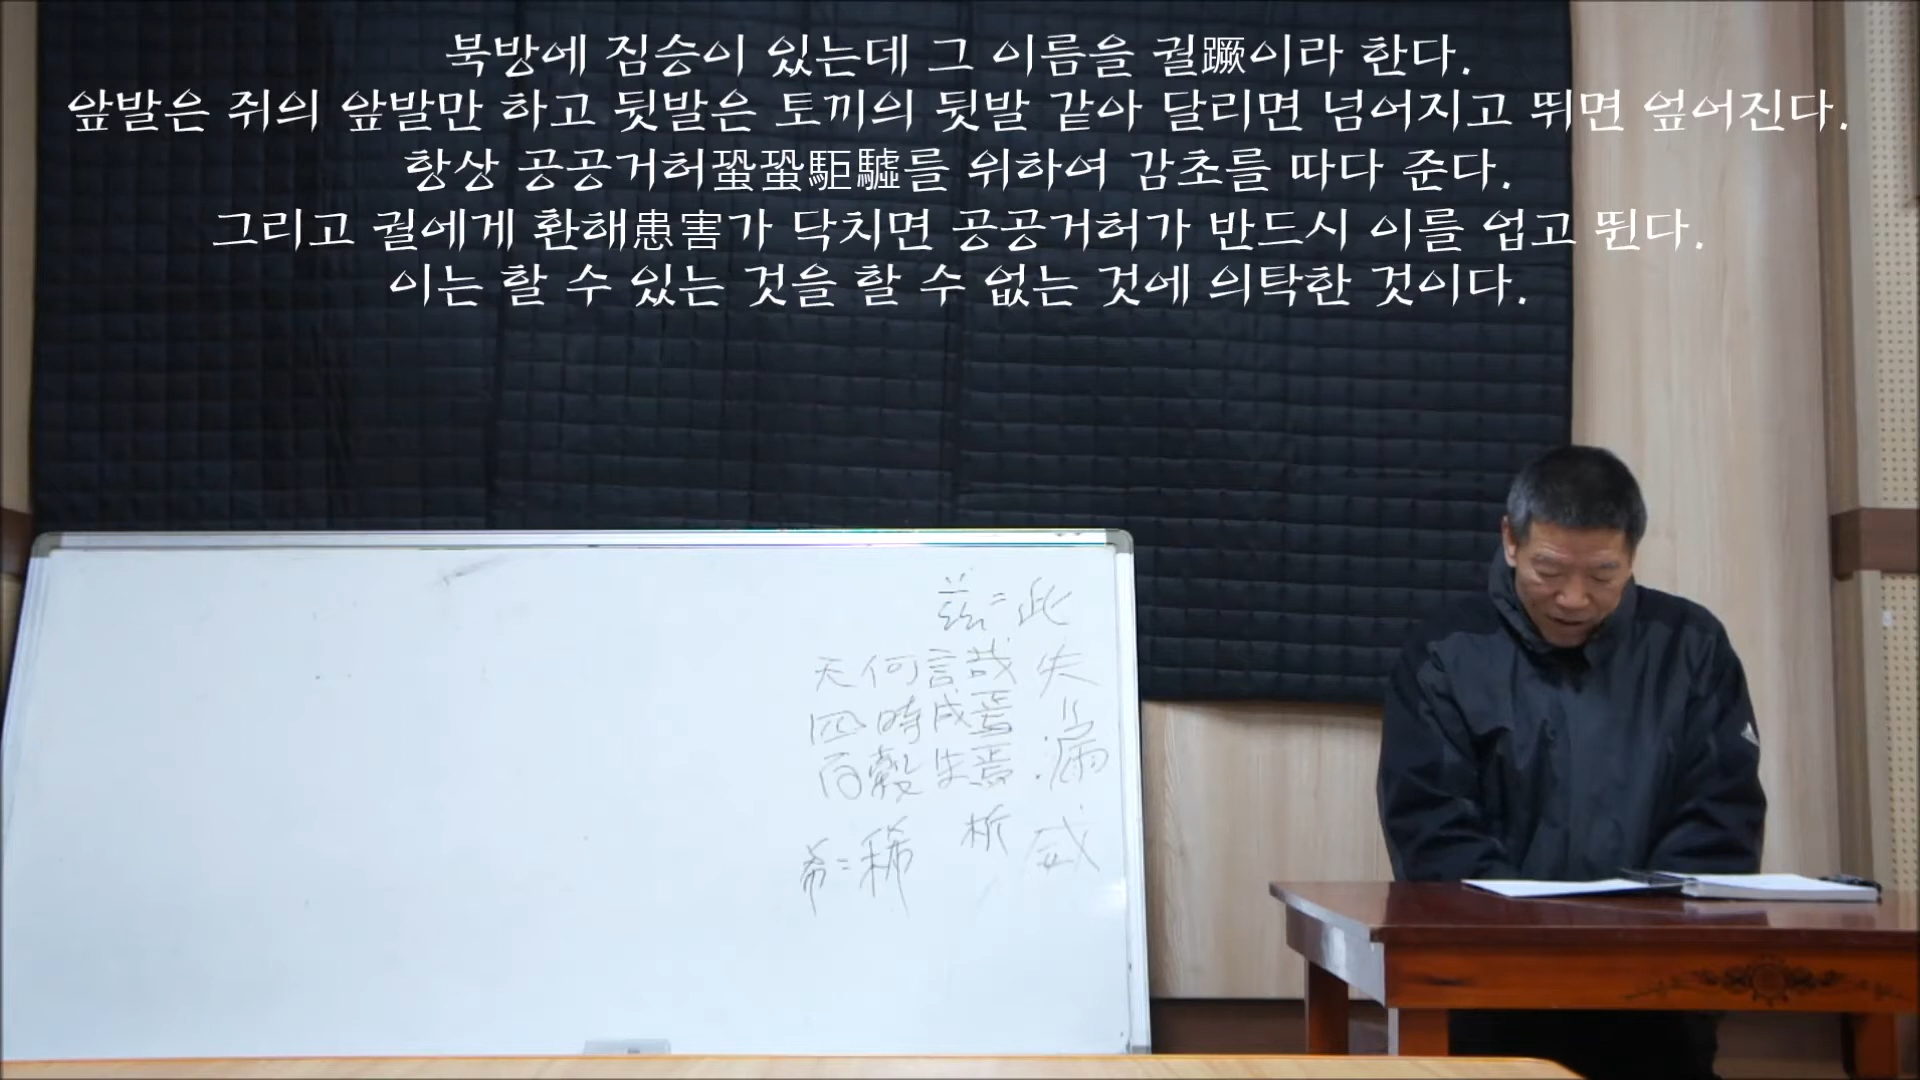 북방에 짐승이 있는데 그 이름을 궐蹶이라 한다.
앞발은 쥐의 앞발만 하고 뒷발은 토끼의 뒷발 같아 달리면 넘어지고 뛰면 엎어진다.
항상 공공거허蛩蛩駏驉를 위하여 감초를 따다 준다.
그리고 궐에게 환해患害가 닥치면 공공거허가 반드시 이를 업고 뛴다.
이는 할 수 있는 것을 할 수 없는 것에 의탁한 것이다.
玆=此
天何言哉 失
四時成焉 〃
百穀生焉 漏
析 威
希=稀